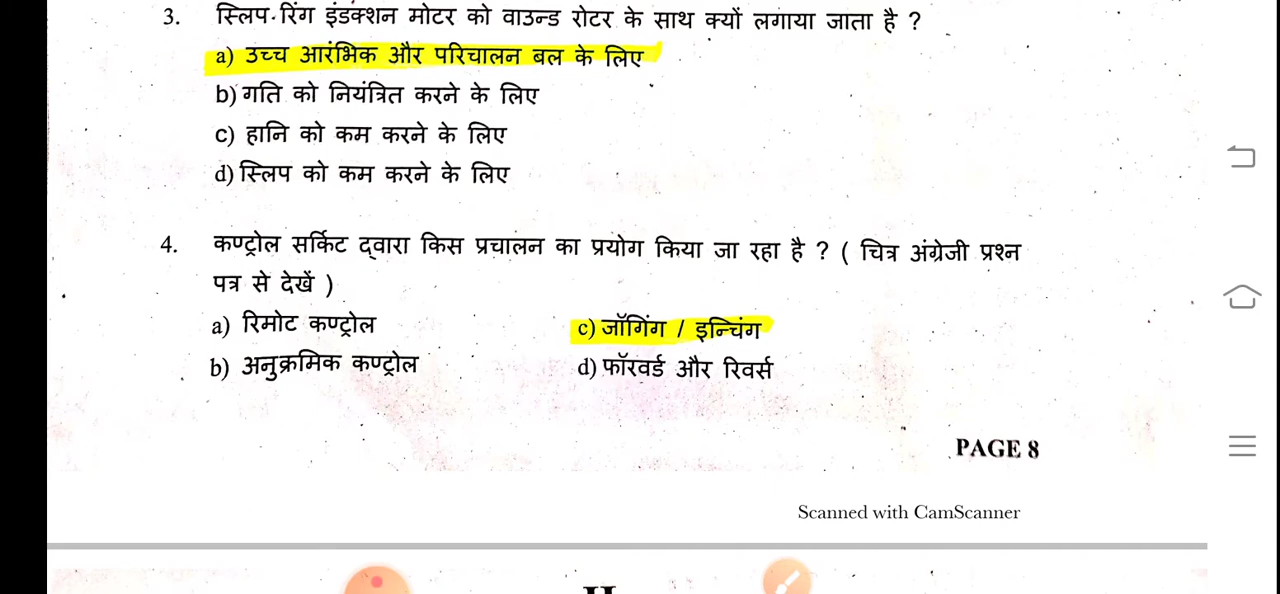 3. स्लिप-रिंग इंडक्शन मोटर को वाउन्ड रोटर के साथ क्यों लगाया जाता है ?
a) उच्च आरंभिक और परिचालन बल के लिए
b) गति को नियंत्रित करने के लिए
c) हानि को कम करने के लिए
d) स्लिप को कम करने के लिए
4. कण्ट्रोल सर्किट द्वारा किस प्रचालन का प्रयोग किया जा रहा है ? ( चित्र अंग्रेजी प्रश्न
पत्र से देखें )
a) रिमोट कण्ट्रोल
c) जॉगिंग / इन्चिंग
b) अनुक्रमिक कण्ट्रोल
d) फॉरवर्ड और रिवर्स
PAGE 8
Scanned with CamScanner